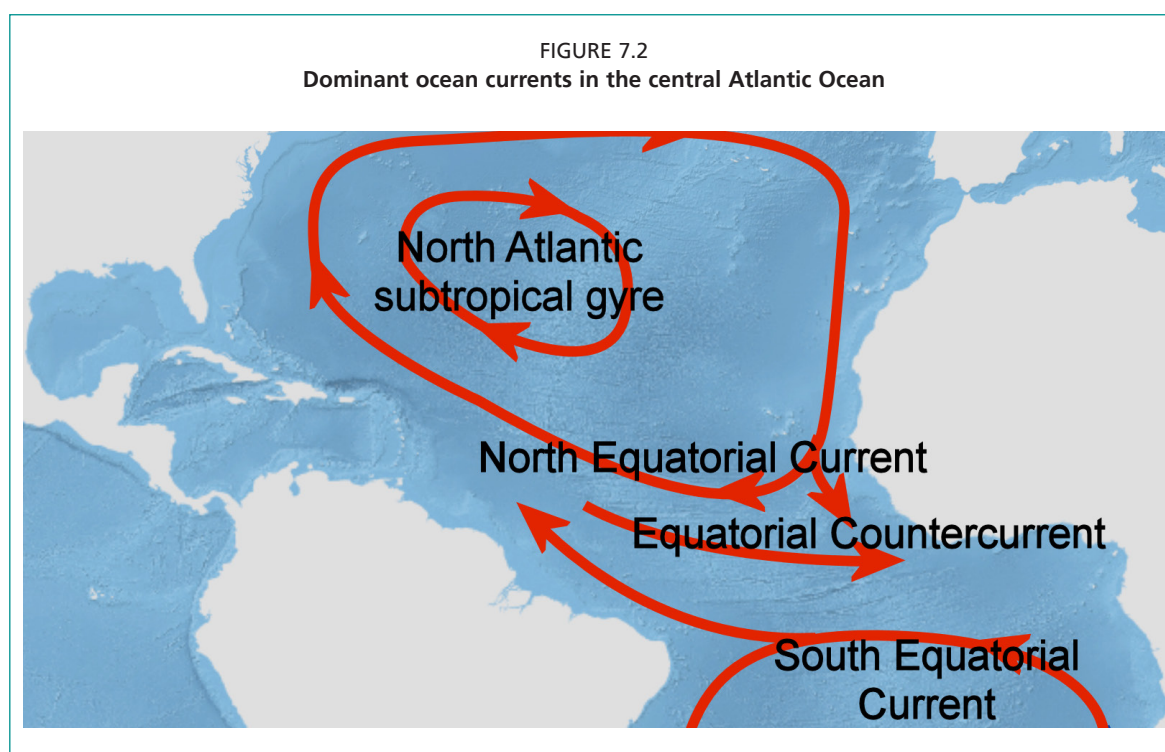 FIGURE 7.2
Dominant ocean currents in the central Atlantic Ocean
North Atlantic
subtropical gyre
North Equatorial Current
Equatorial Countercurrent
South Equatorial
Current